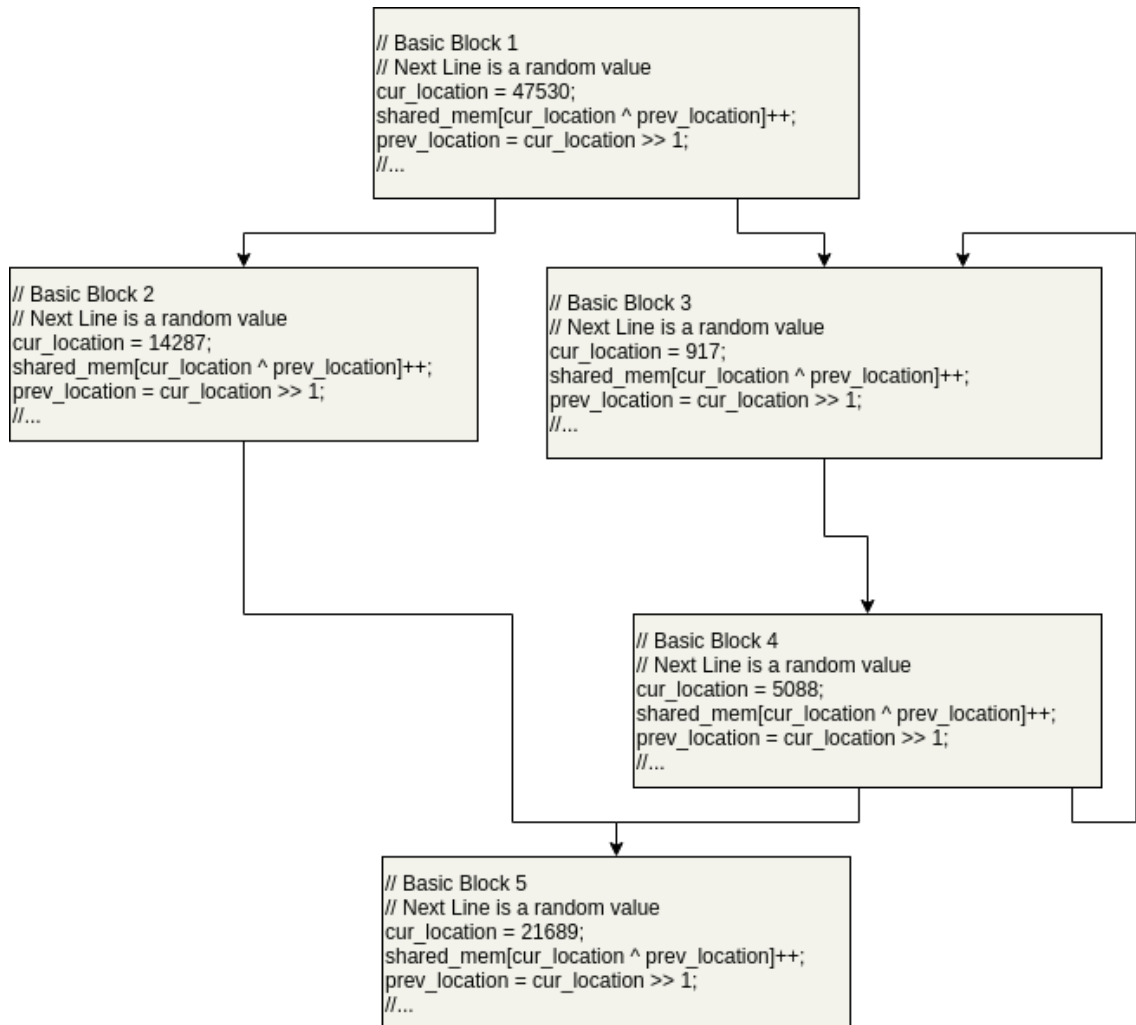 // Basic Block 1
// Next Line is a random value
cur_location = 47530;
shared_mem[cur_location ^ prev_location]++;
prev_location = cur_location >> 1;
//...
// Basic Block 2
// Next Line is a random value
cur_location = 14287;
shared_mem[cur_location ^ prev_location]++;
prev_location = cur_location >> 1;
//...
// Basic Block 3
// Next Line is a random value
cur_location = 917;
shared_mem[cur_location ^ prev_location]++;
prev_location = cur_location >> 1;
//...
// Basic Block 4
// Next Line is a random value
cur_location = 5088;
shared_mem[cur_location ^ prev_location]++;
prev_location = cur_location >> 1;
//...
// Basic Block 5
// Next Line is a random value
cur_location = 21689;
shared_mem[cur_location ^ prev_location]++;
prev_location = cur_location >> 1;
//...